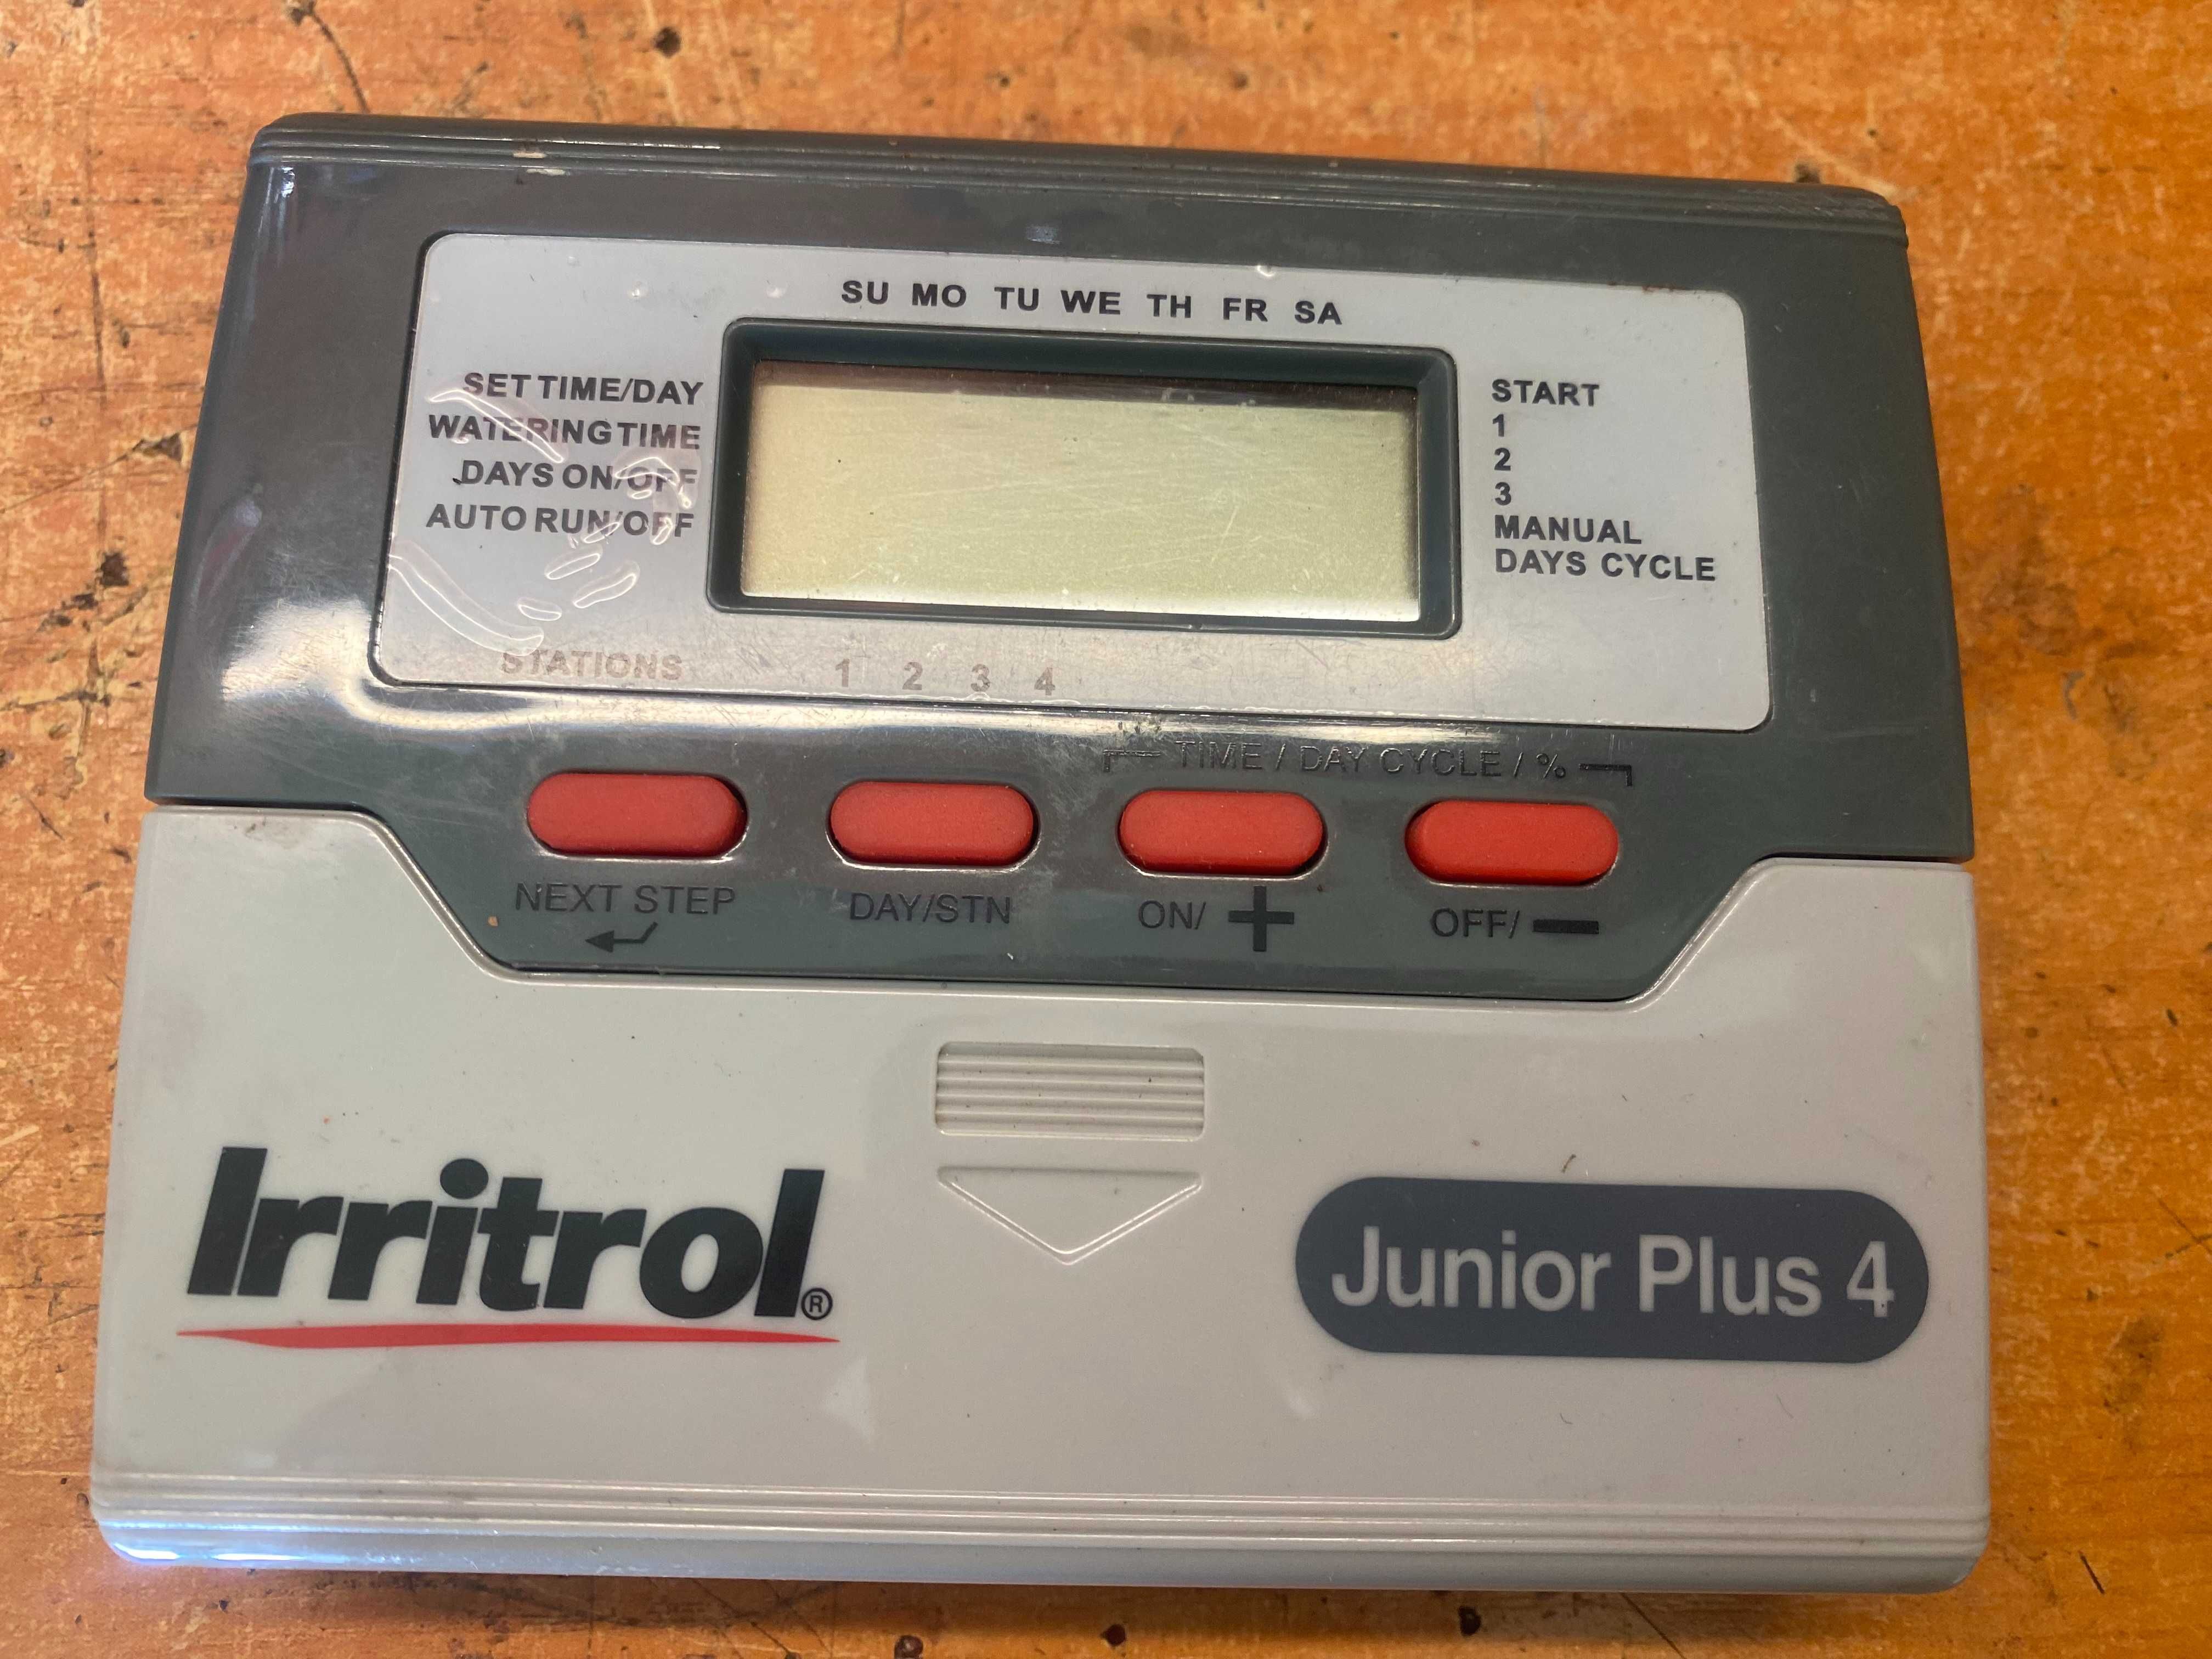 SU MO TU WE TH FR SA
SET TIME/DAY
WATERING TIME
DAYS ON/OFF
AUTO RUN/OFF
START
1
2
3
MANUAL
DAYS CYCLE
STATIONS 1 2 3 4
TIME / DAY CYCLE / %
NEXT STEP
DAY/STN
ON/ +
OFF/ −
Irritrol®
Junior Plus 4